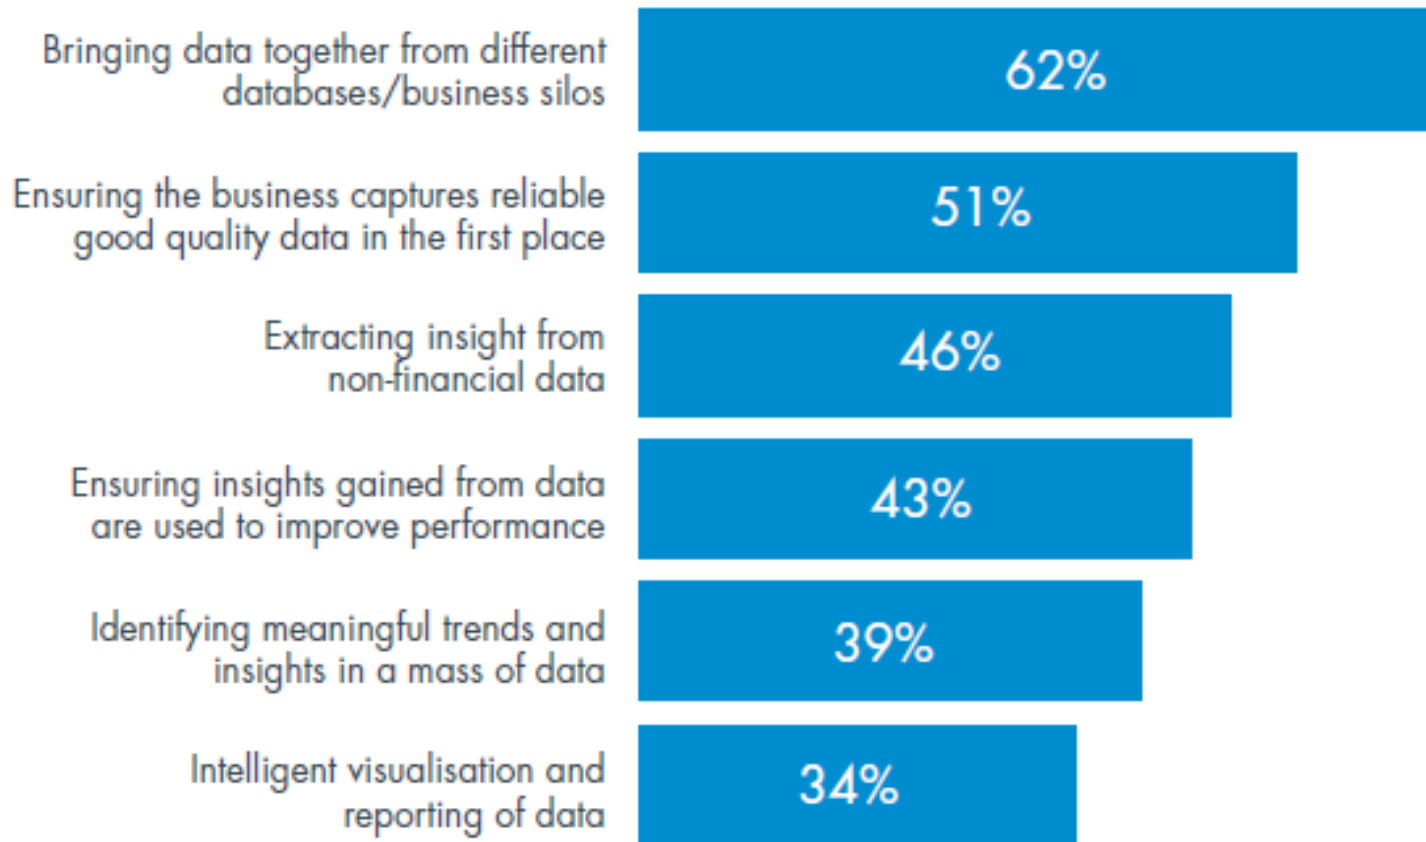 Bringing data together from different
databases/business silos
62%
Ensuring the business captures reliable
good quality data in the first place
51%
Extracting insight from
non-financial data
46%
Ensuring insights gained from data
are used to improve performance
43%
Identifying meaningful trends and
insights in a mass of data
39%
Intelligent visualisation and
reporting of data
34%